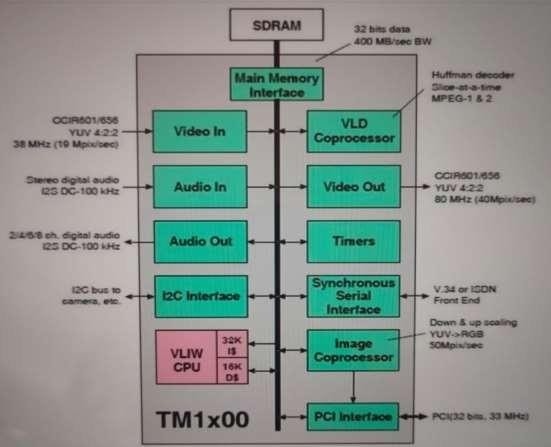 SDRAM
32 bits data
400 MB/sec BW
Main Memory
Interface
Huffman decoder
Slice-at-a-time
MPEG-1 & 2
CCIR601/656
YUV 4:2:2
38 MHz (19 Mpix/sec)
Video In
VLD
Coprocessor
Stereo digital audio
I2S DC-100 kHz
Audio In
Video Out
CCIR601/656
YUV 4:2:2
80 MHz (40Mpix/sec)
2/4/6/8 ch. digital audio
I2S DC-100 kHz
Audio Out
Timers
I2C bus to
camera, etc.
I2C Interface
Synchronous
Serial
Interface
V.34 or ISDN
Front End
VLIW
CPU
32K
I$
16K
D$
Image
Coprocessor
Down & up scaling
YUV->RGB
50Mpix/sec
TM1x00
PCI Interface
PCI(32 bits, 33 MHz)